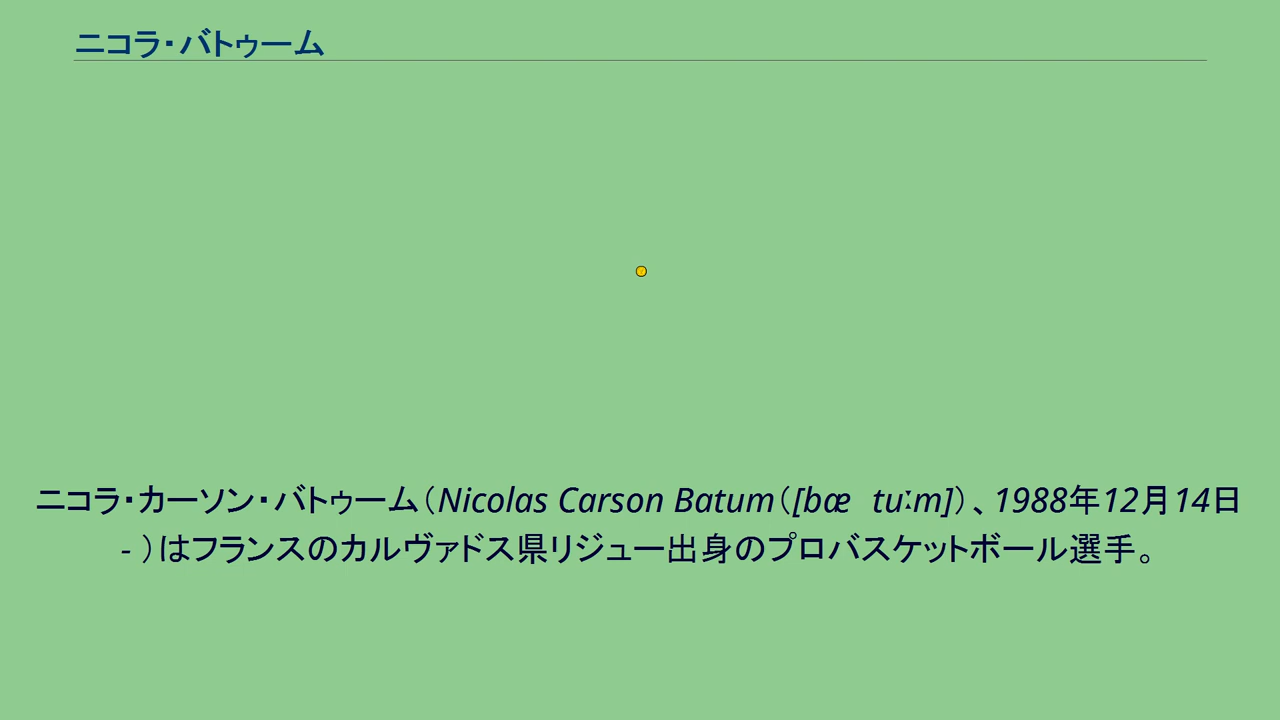 ニコラ・バトゥーム
ニコラ・カーソン・バトゥーム（Nicolas Carson Batum（[bæ tuːm]）、1988年12月14日
- ）はフランスのカルヴァドス県リジュー出身のプロバスケットボール選手。